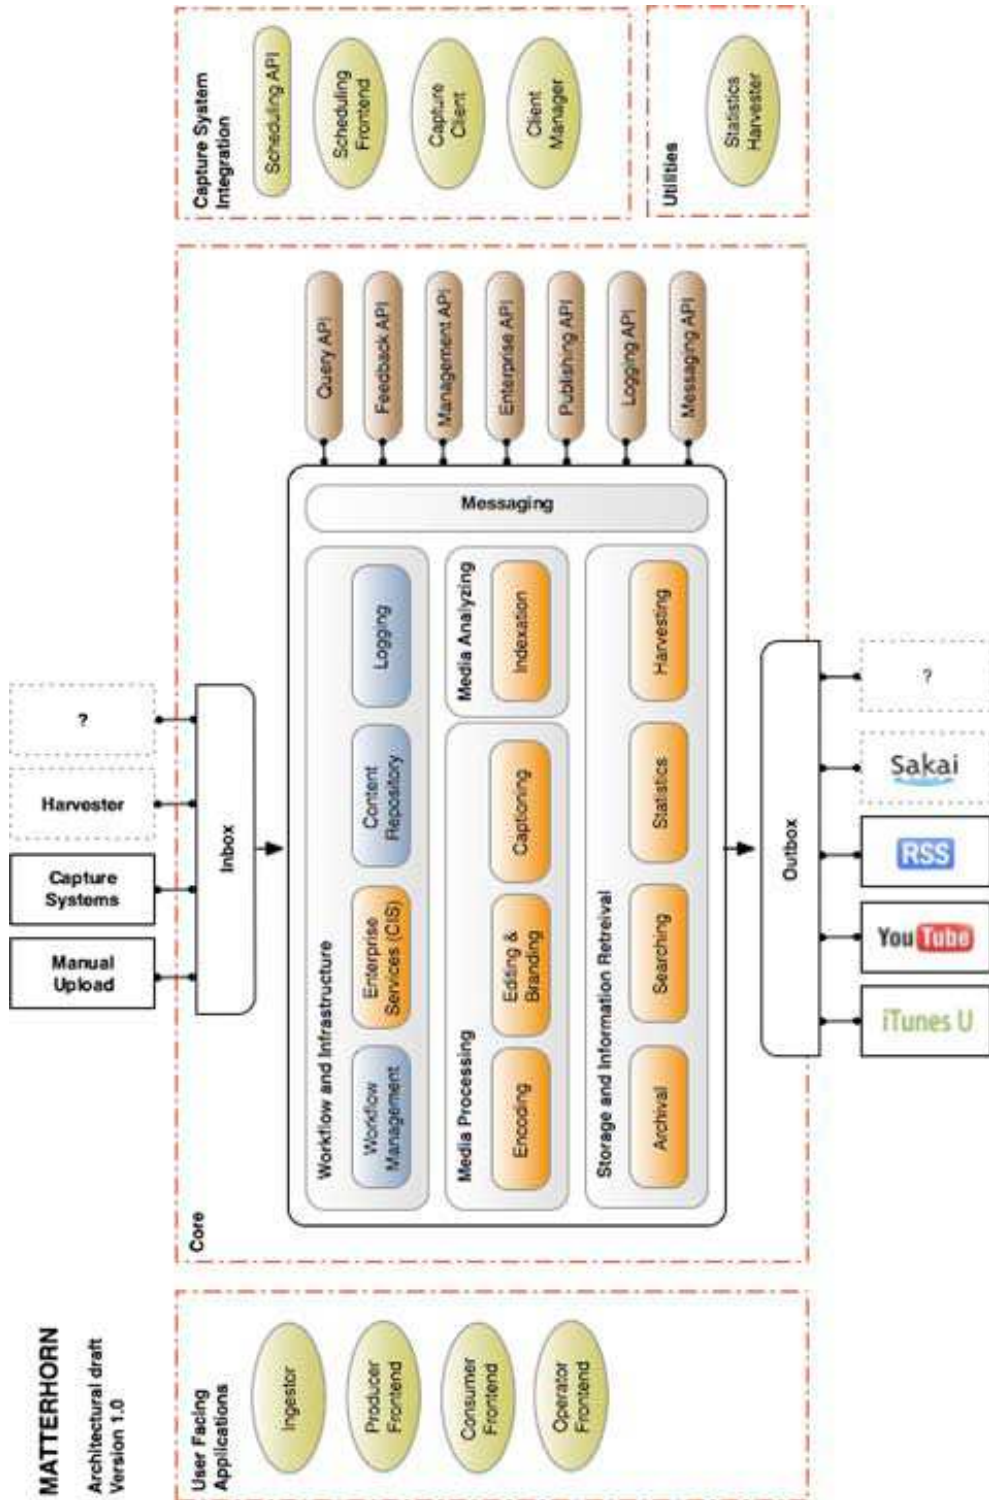 MATTERHORN
Architectural draft
Version 1.0
Manual
Upload
Capture
Systems
Harvester
?
Inbox
User Facing
Applications
Ingestor
Producer
Frontend
Consumer
Frontend
Operator
Frontend
Core
Workflow and Infrastructure
Workflow
Management
Enterprise
Services (CIS)
Content
Repository
Logging
Media Processing
Encoding
Editing &
Branding
Captioning
Media Analyzing
Indexation
Storage and Information Retreival
Archival
Searching
Statistics
Harvesting
Messaging
Query API
Feedback API
Management API
Enterprise API
Publishing API
Logging API
Messaging API
Capture System
Integration
Scheduling API
Scheduling
Frontend
Capture
Client
Client
Manager
Utilities
Statistics
Harvester
Outbox
iTunes U
YouTube
RSS
Sakai
?